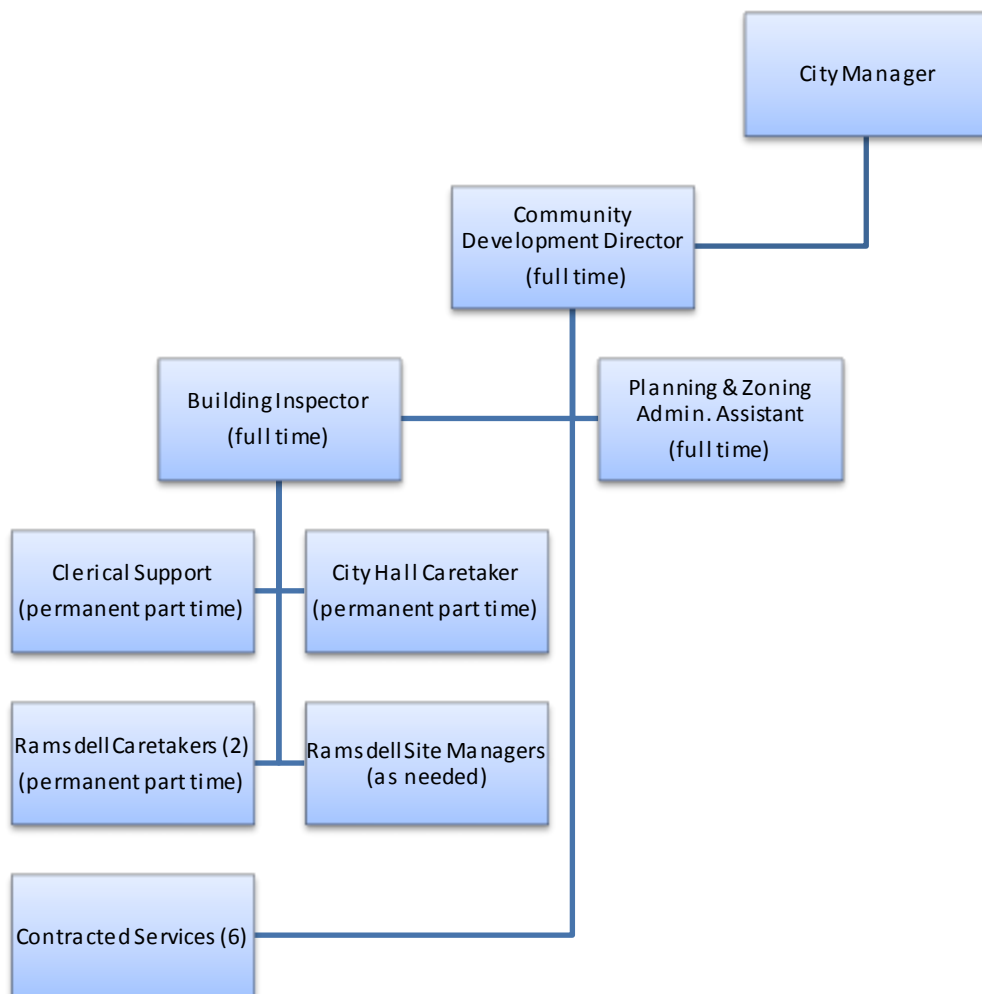 City Manager
Community
Development Director
(full time)
Building Inspector
(full time)
Planning & Zoning
Admin. Assistant
(full time)
Clerical Support
(permanent part time)
City Hall Caretaker
(permanent part time)
Ramsdell Caretakers (2)
(permanent part time)
Ramsdell Site Managers
(as needed)
Contracted Services (6)